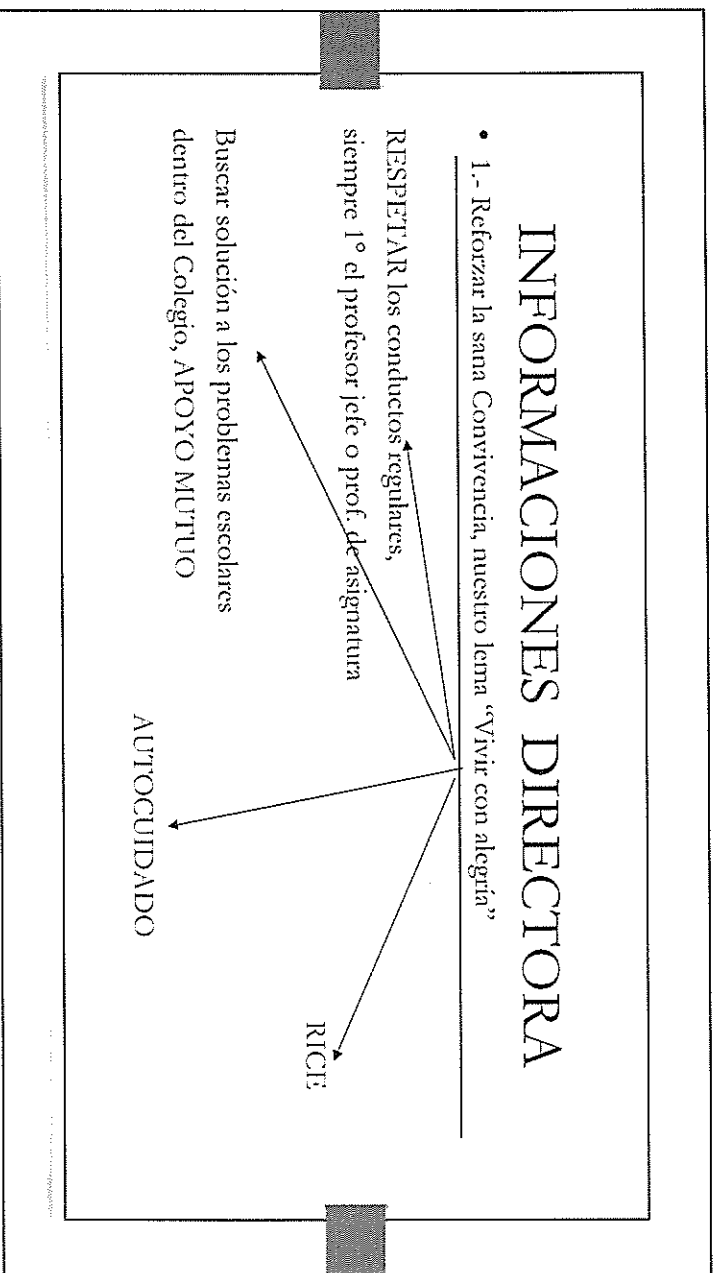 INFORMACIONES DIRECTORA
• 1.- Reforzar la sana Convivencia, nuestro lema “Vivir con alegría”
RESPETAR los conductos regulares,
siempre 1° el profesor jefe o prof. de asignatura
Buscar solución a los problemas escolares
dentro del Colegio, APOYO MUTUO
RICE
AUTOCUIDADO